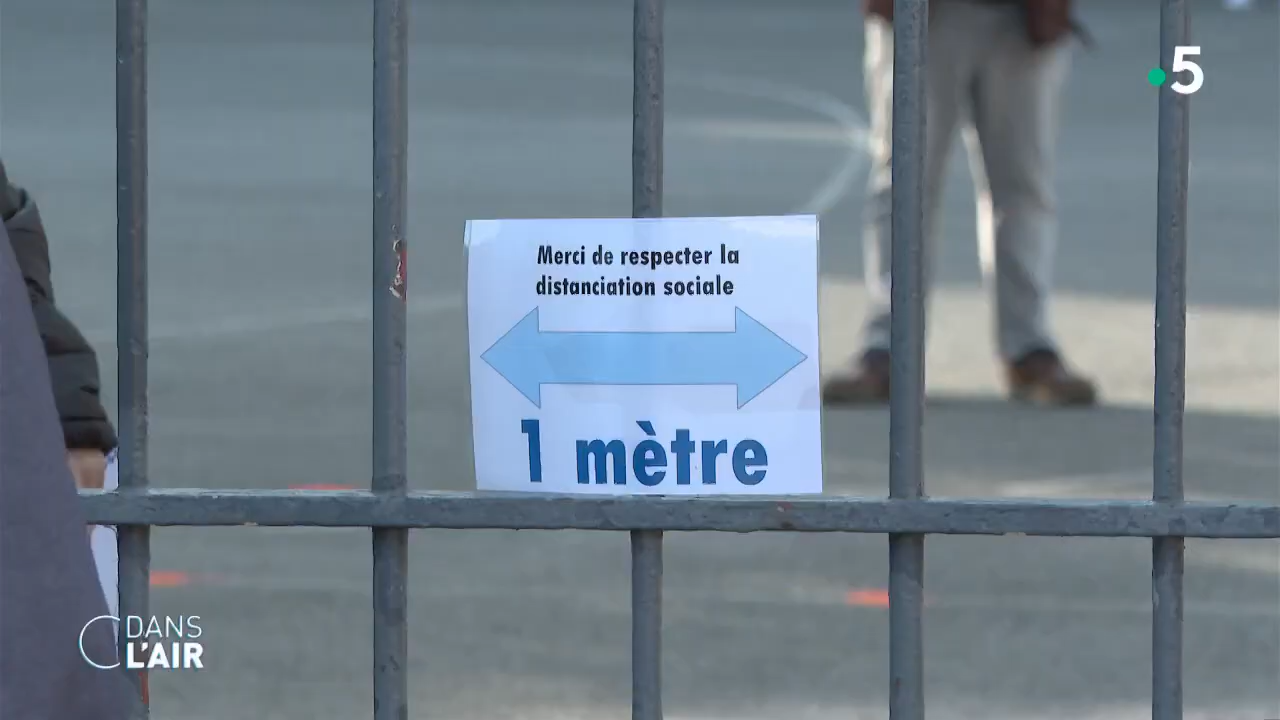 5
Merci de respecter la
distanciation sociale
1 mètre
C DANS
L'AIR